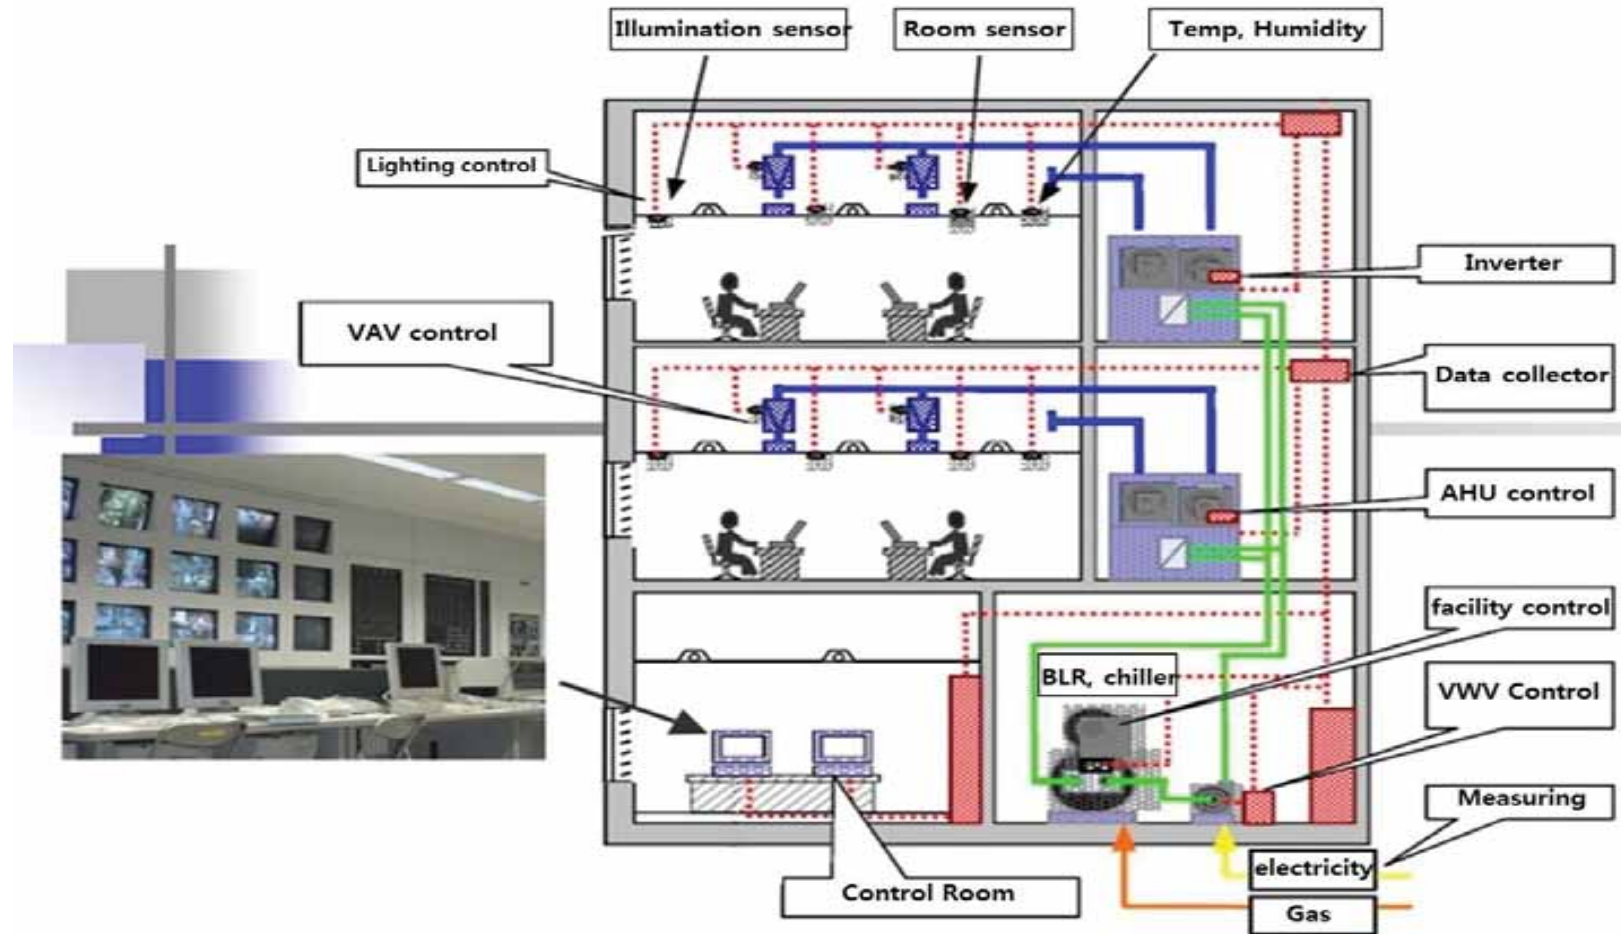 Illumination sensor
Room sensor
Temp, Humidity
Lighting control
Inverter
VAV control
Data collector
AHU control
facility control
BLR, chiller
VWV Control
Measuring
electricity
Control Room
Gas